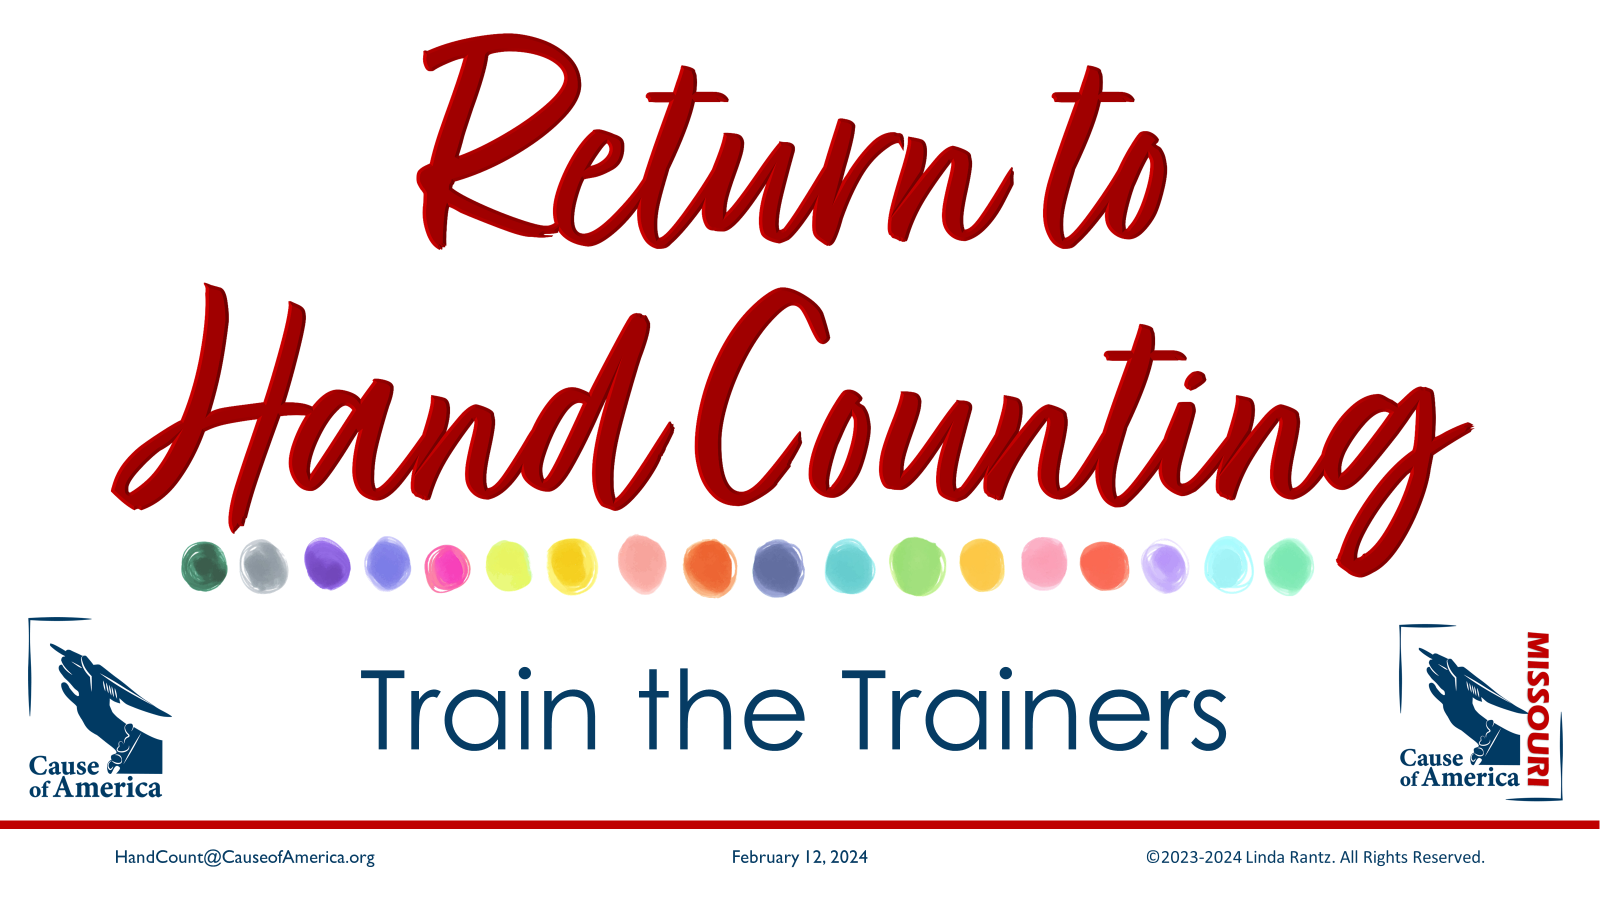 Return to
Hand Counting
Train the Trainers
Cause
of America
Cause
of America
MISSOURI
HandCount@CauseofAmerica.org
February 12, 2024
©2023-2024 Linda Rantz. All Rights Reserved.